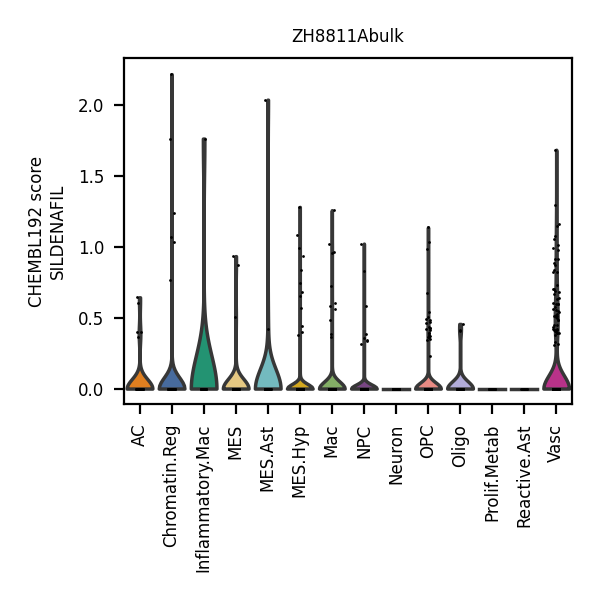 ZH8811Abulk
CHEMBL192 score
SILDENAFIL
2.0
1.5
1.0
0.5
0.0
AC
Chromatin.Reg
Inflammatory.Mac
MES
MES.Ast
MES.Hyp
Mac
NPC
Neuron
OPC
Oligo
Prolif.Metab
Reactive.Ast
Vasc